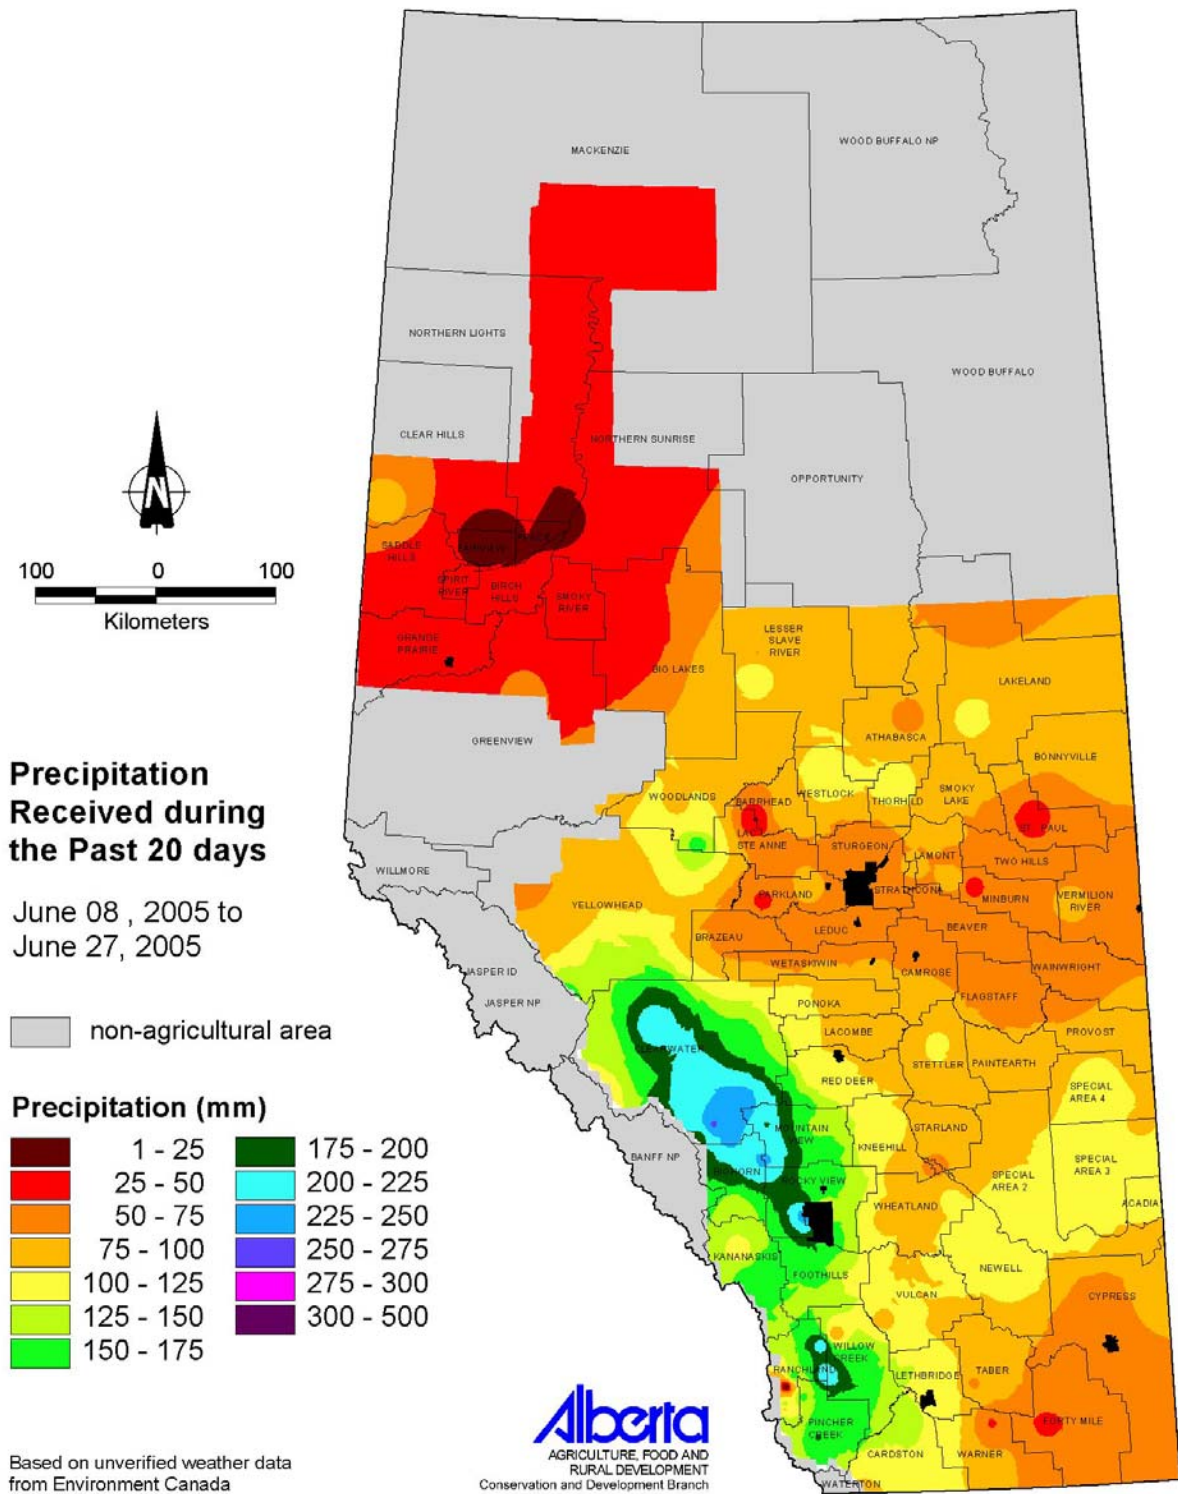 MACKENZIE
WOOD BUFFALO NP
NORTHERN LIGHTS
WOOD BUFFALO
CLEAR HILLS
NORTHERN SUNRISE
OPPORTUNITY
N
100 0 100
Kilometers
SADDLE
HILLS
FAIRVIEW
PEACE
SPIRIT
RIVER
BIRCH
HILLS
SMOKY
RIVER
GRANDE
PRAIRIE
BIG LAKES
LESSER
SLAVE
RIVER
LAKELAND
GREENVIEW
ATHABASCA
BONNYVILLE
Precipitation
Received during
the Past 20 days
June 08 , 2005 to
June 27, 2005
WOODLANDS
BARRHEAD
WESTLOCK
THORHILD
SMOKY
LAKE
ST. PAUL
LAC
STE ANNE
STURGEON
LAMONT
TWO HILLS
WILLMORE
YELLOWHEAD
PARKLAND
STRATHCONA
MINBURN
VERMILION
RIVER
BRAZEAU
LEDUC
BEAVER
WETASKIWIN
CAMROSE
WAINWRIGHT
JASPER ID
JASPER NP
PONOKA
FLAGSTAFF
non-agricultural area
CLEARWATER
LACOMBE
PROVOST
STETTLER
PAINTEARTH
RED DEER
SPECIAL
AREA 4
MOUNTAIN
VIEW
STARLAND
KNEEHILL
BANFF NP
BIGHORN
ROCKY VIEW
SPECIAL
AREA 2
SPECIAL
AREA 3
ACADIA
WHEATLAND
KANANASKIS
FOOTHILLS
NEWELL
VULCAN
CYPRESS
WILLOW
CREEK
RANCHLAND
LETHBRIDGE
TABER
PINCHER
CREEK
FORTY MILE
CARDSTON
WARNER
WATERTON
Precipitation (mm)
1 - 25
25 - 50
50 - 75
75 - 100
100 - 125
125 - 150
150 - 175
175 - 200
200 - 225
225 - 250
250 - 275
275 - 300
300 - 500
Based on unverified weather data
from Environment Canada
Alberta
AGRICULTURE, FOOD AND
RURAL DEVELOPMENT
Conservation and Development Branch